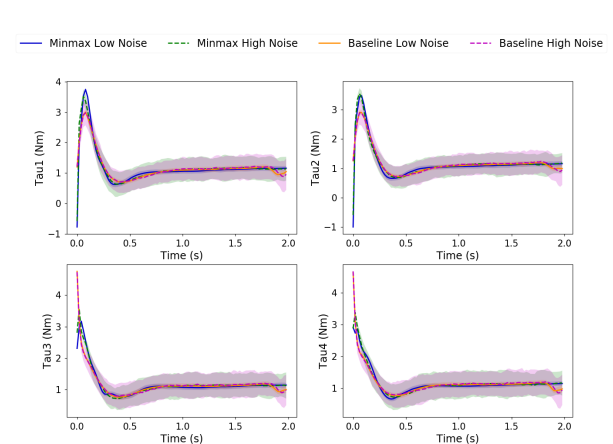 Minmax Low Noise Minmax High Noise Baseline Low Noise Baseline High Noise
4
3
2
1
0
−1
Tau1 (Nm)
0.0 0.5 1.0 1.5 2.0
Time (s)
3
2
1
0
−1
Tau2 (Nm)
0.0 0.5 1.0 1.5 2.0
Time (s)
4
3
2
1
Tau3 (Nm)
0.0 0.5 1.0 1.5 2.0
Time (s)
4
3
2
1
Tau4 (Nm)
0.0 0.5 1.0 1.5 2.0
Time (s)